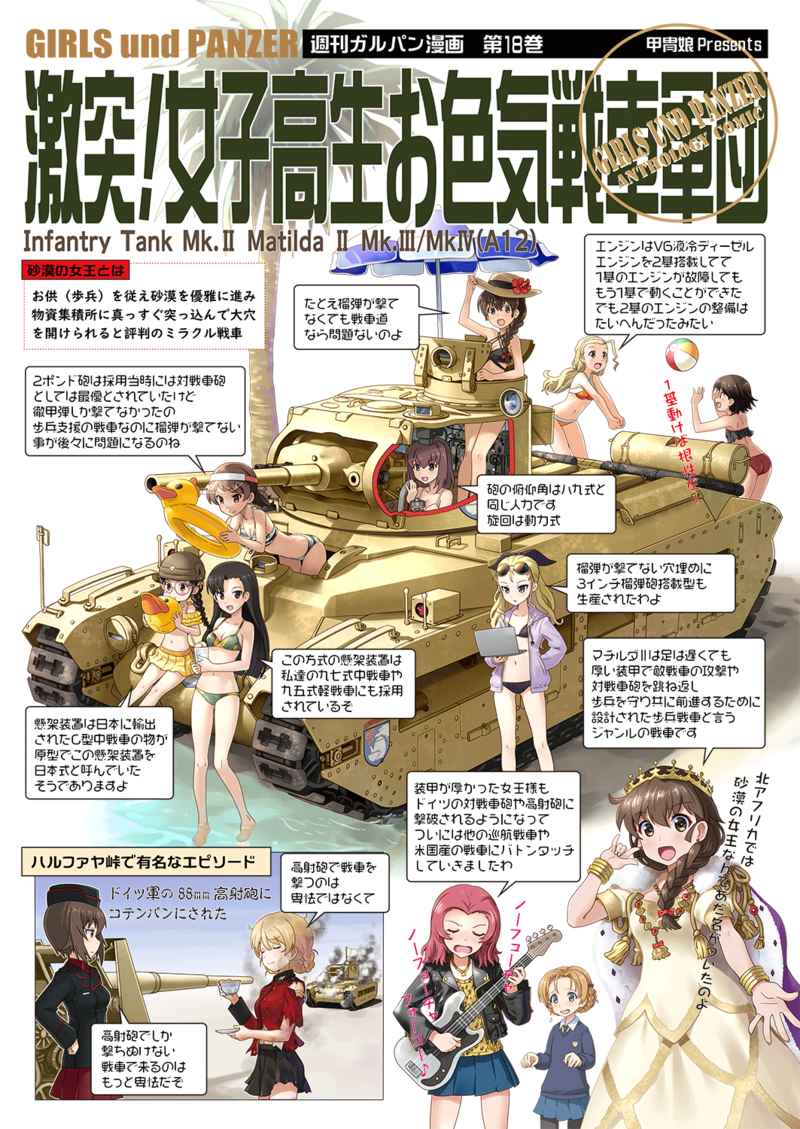 GIRLS und PANZER
週刊ガルパン漫画 第18巻
甲冑娘 Presents
激突!女子高生お色気戦車軍団
GIRLS UND PANZER
ANTHOLOGY COMIC
Infantry Tank Mk.Ⅱ Matilda Ⅱ Mk.Ⅲ/MkⅣ(A12)
砂漠の女王とは
お供(歩兵)を従え砂漠を優雅に進み
物資集積所に真っすぐ突っ込んで大穴
を開けられると評判のミラクル戦車
エンジンはV6液冷ディーゼル
エンジンを2基搭載してて
1基のエンジンが故障しても
もう1基で動くことができた
でも2基のエンジンの整備は
たいへんだったみたい
たとえ榴弾が撃て
なくても戦車道
なら問題ないのよ
1基動けば根性だ!
2ポンド砲は採用当時には対戦車砲
としては最優とされていたけど
徹甲弾しか撃てなかったの
歩兵支援の戦車なのに榴弾が撃てない
事が後々に問題になるのね
砲の俯仰角は八九式と
同じ人力です
旋回は動力式
榴弾が撃てない穴埋めに
3インチ榴弾砲搭載型も
生産されたわよ
この方式の懸架装置は
私達の九七式中戦車や
九五式軽戦車にも採用
されているぞ
マチルダⅡは足は遅くても
厚い装甲で敵戦車の攻撃や
対戦車砲を跳ね返し
歩兵を守り共に前進するために
設計された歩兵戦車と言う
ジャンルの戦車です
懸架装置は日本に輸出
されたC型中戦車の物が
原型でこの懸架装置を
日本式と呼んでいた
そうでありますよ
装甲が厚かった女王様も
ドイツの対戦車砲や高射砲に
撃破されるようになって
ついには他の巡航戦車や
米国産の戦車にバトンタッチ
していきましたわ
北アフリカでは
砂漠の女王なん
ハルファヤ峠で有名なエピソード
ドイツ軍の88mm高射砲に
コテンパンにされた
高射砲で戦車を
撃つのは
卑怯ではなくて
高射砲でしか
撃ちぬけない
戦車で来るのは
もっと卑怯だぞ
ノーフューチャー
ノーフューチャ
フォーユー♪